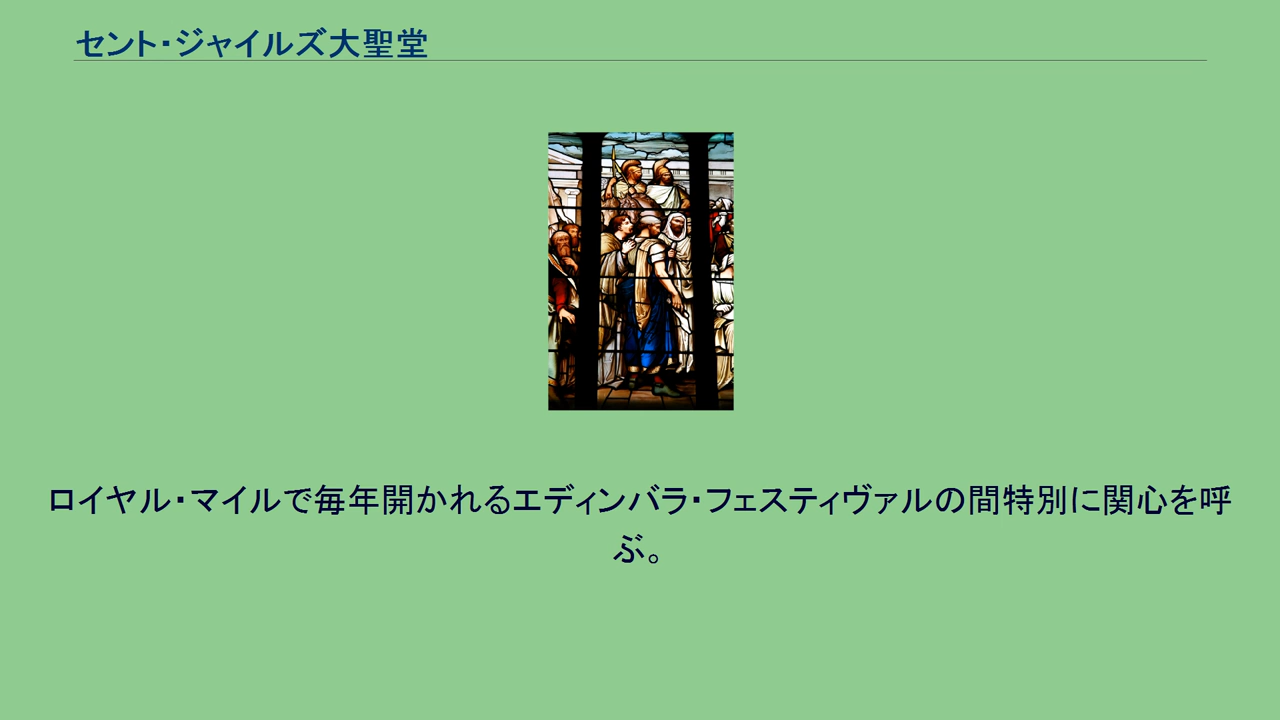 セント・ジャイルズ大聖堂
ロイヤル・マイルで毎年開かれるエディンバラ・フェスティヴァルの間特別に関心を呼
ぶ。